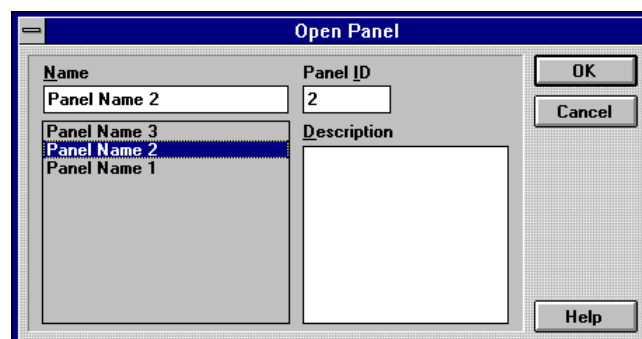 Open Panel
Name
Panel ID
OK
Panel Name 2
2
Cancel
Panel Name 3
Panel Name 2
Panel Name 1
Description
Help